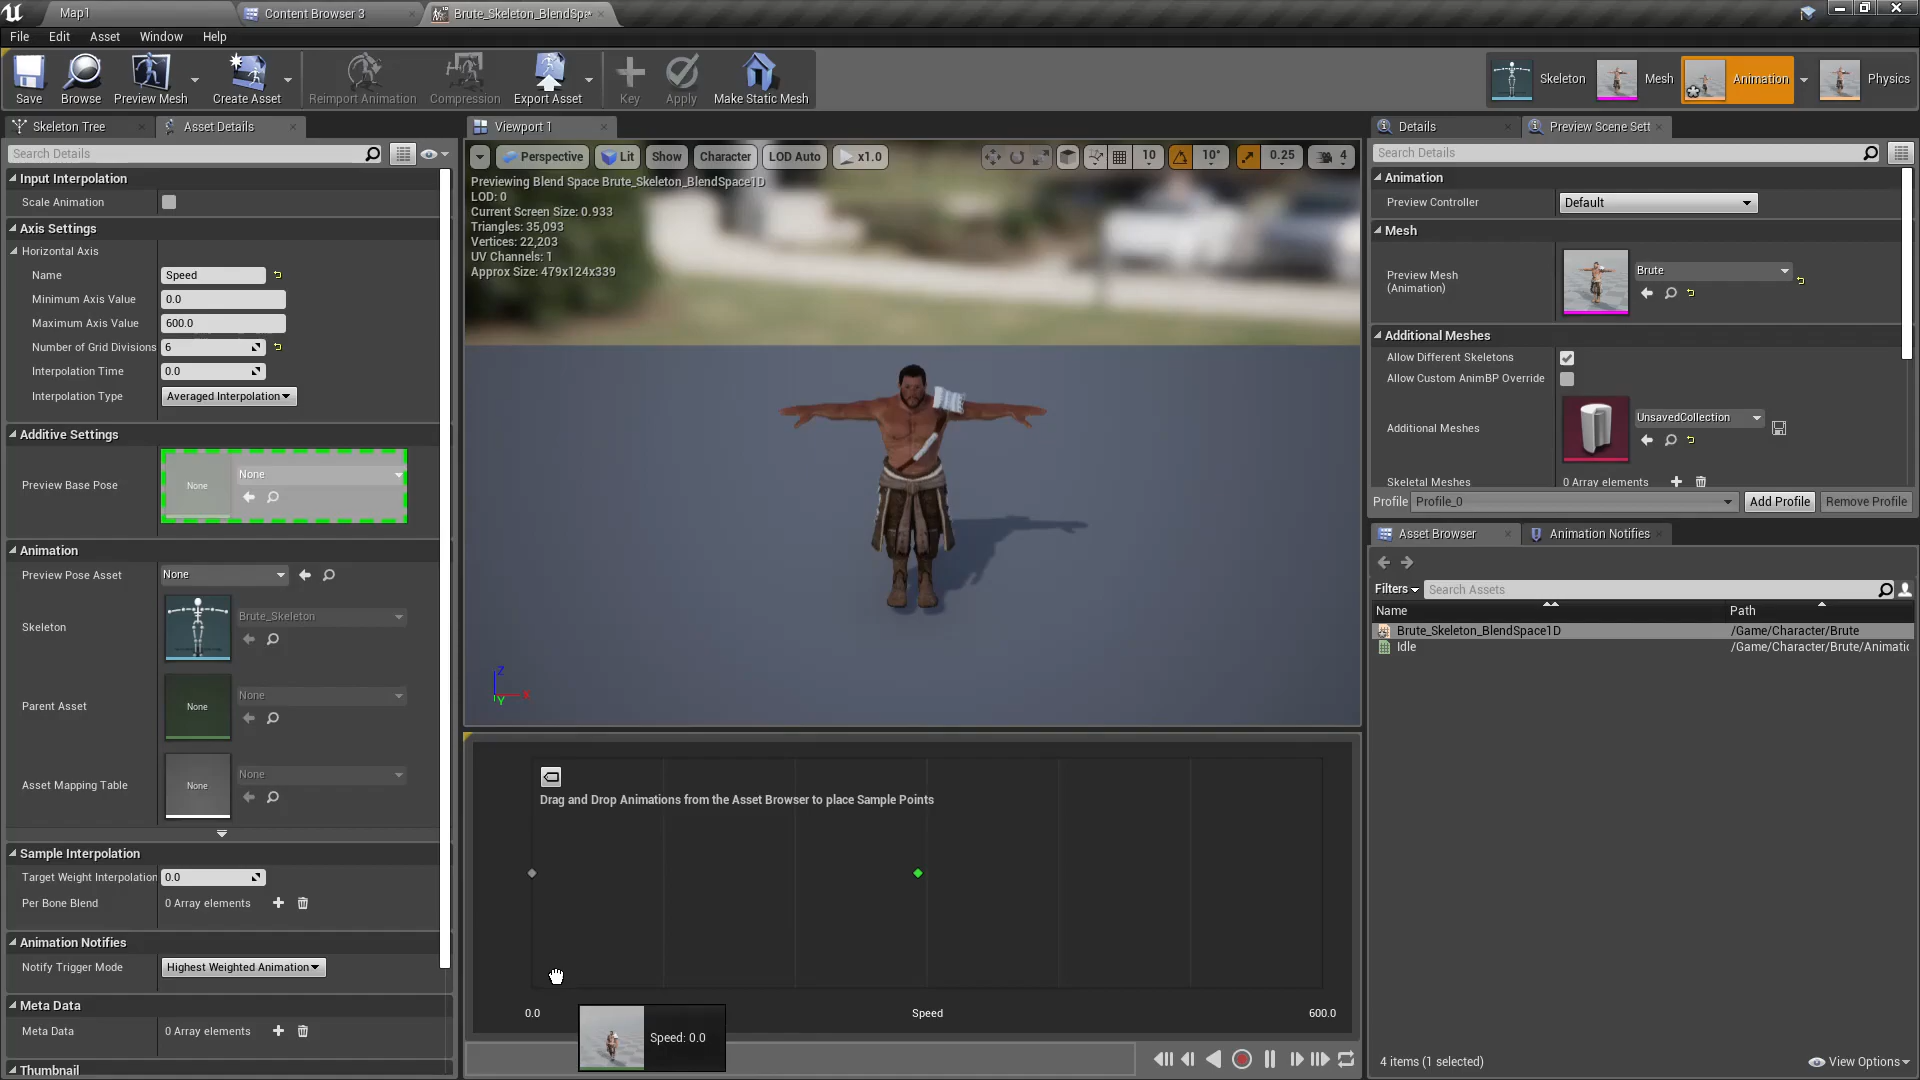 Map1
Content Browser 3
Brute_Skeleton_BlendSp
File
Edit
Asset
Window
Help
Save
Browse
Preview Mesh
Create Asset
Reimport Animation
Compression
Export Asset
Key
Apply
Make Static Mesh
Skeleton
Mesh
Animation
Physics
Skeleton Tree
Asset Details
Search Details
Input Interpolation
Scale Animation
Axis Settings
Horizontal Axis
Name
Speed
Minimum Axis Value
0.0
Maximum Axis Value
600.0
Number of Grid Divisions
6
Interpolation Time
0.0
Interpolation Type
Averaged Interpolation
Additive Settings
Preview Base Pose
None
None
Animation
Preview Pose Asset
None
Skeleton
Brute_Skeleton
Parent Asset
None
None
Asset Mapping Table
None
None
Sample Interpolation
Target Weight Interpolation
0.0
Per Bone Blend
0 Array elements
Animation Notifies
Notify Trigger Mode
Highest Weighted Animation
Meta Data
Meta Data
0 Array elements
Thumbnail
Viewport 1
Perspective
Lit
Show
Character
LOD Auto
x1.0
10
10°
0.25
4
Previewing Blend Space Brute_Skeleton_BlendSpace1D
LOD: 0
Current Screen Size: 0.933
Triangles: 35,093
Vertices: 22,203
UV Channels: 1
Approx Size: 479x124x339
Z
X
Y
Drag and Drop Animations from the Asset Browser to place Sample Points
0.0
Speed
600.0
Speed: 0.0
Details
Preview Scene Sett
Search Details
Animation
Preview Controller
Default
Mesh
Preview Mesh
(Animation)
Brute
Additional Meshes
Allow Different Skeletons
Allow Custom AnimBP Override
Additional Meshes
UnsavedCollection
Skeletal Meshes
0 Array elements
Profile
Profile_0
Add Profile
Remove Profile
Asset Browser
Animation Notifies
Filters
Search Assets
Name
Path
Brute_Skeleton_BlendSpace1D
/Game/Character/Brute
Idle
/Game/Character/Brute/Animatic
4 items (1 selected)
View Options